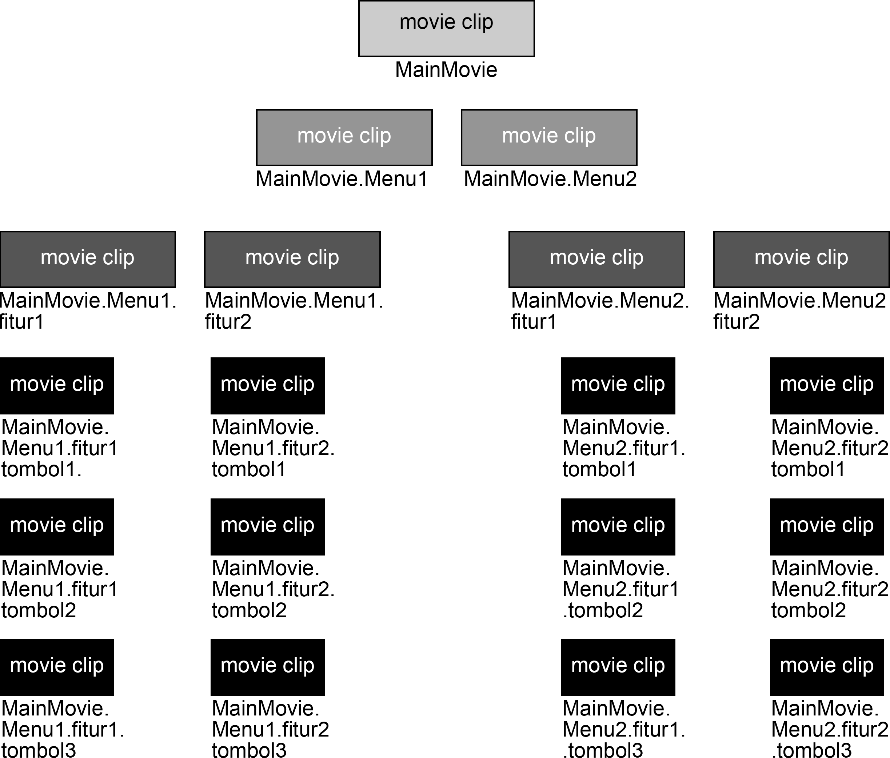 movie clip
MainMovie
movie clip
movie clip
MainMovie.Menu1
MainMovie.Menu2
movie clip
movie clip
movie clip
movie clip
MainMovie.Menu1.
fitur1
MainMovie.Menu1.
fitur2
MainMovie.Menu2.
fitur1
MainMovie.Menu2
fitur2
movie clip
movie clip
movie clip
movie clip
MainMovie.
Menu1.fitur1
tombol1.
MainMovie.
Menu1.fitur2.
tombol1
MainMovie.
Menu2.fitur1.
tombol1
MainMovie.
Menu2.fitur2
tombol1
movie clip
movie clip
movie clip
movie clip
MainMovie.
Menu1.fitur1
tombol2
MainMovie.
Menu1.fitur2.
tombol2
MainMovie.
Menu2.fitur1
.tombol2
MainMovie.
Menu2.fitur2
tombol2
movie clip
movie clip
movie clip
movie clip
MainMovie.
Menu1.fitur1.
tombol3
MainMovie.
Menu1.fitur2
tombol3
MainMovie.
Menu2.fitur1.
.tombol3
MainMovie.
Menu2.fitur2
.tombol3